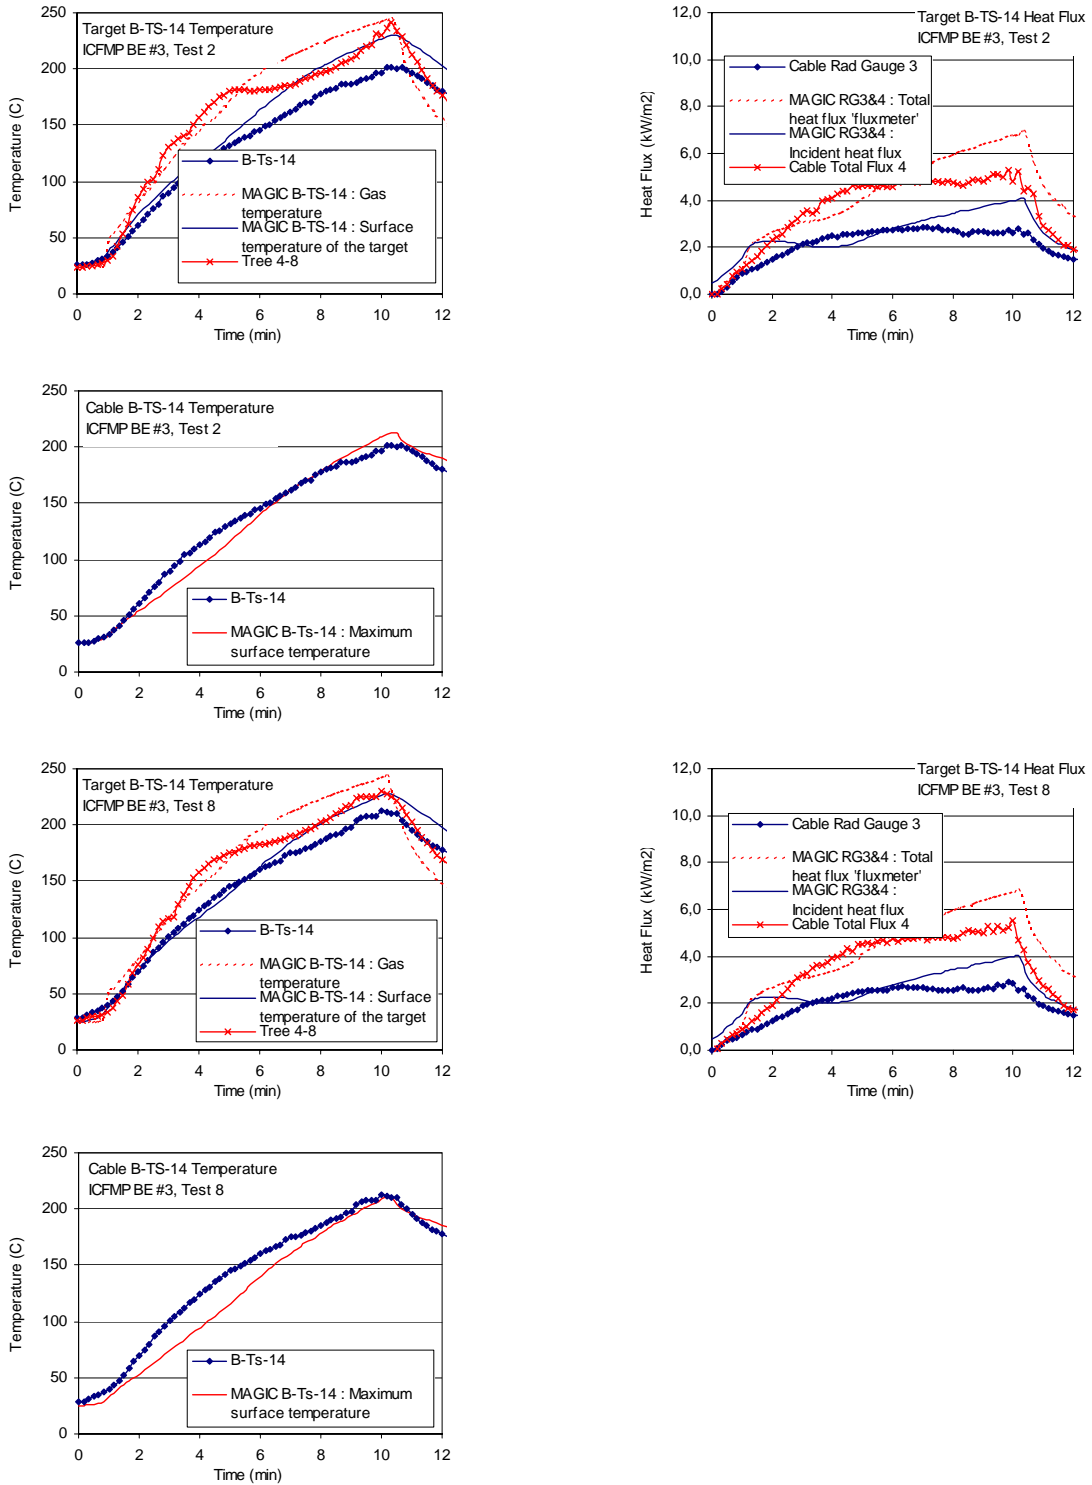 Target B-TS-14 Temperature
ICFMP BE #3, Test 2
250
200
150
100
50
0
Temperature (C)
B-Ts-14
MAGIC B-TS-14 : Gas
temperature
MAGIC B-TS-14 : Surface
temperature of the target
Tree 4-8
0 2 4 6 8 10 12
Time (min)
Target B-TS-14 Heat Flux
ICFMP BE #3, Test 2
12,0
10,0
8,0
6,0
4,0
2,0
0,0
Heat Flux (kW/m2)
Cable Rad Gauge 3
MAGIC RG3&4 : Total
heat flux 'fluxmeter'
MAGIC RG3&4 :
Incident heat flux
Cable Total Flux 4
0 2 4 6 8 10 12
Time (min)
Cable B-TS-14 Temperature
ICFMP BE #3, Test 2
250
200
150
100
50
0
Temperature (C)
B-Ts-14
MAGIC B-Ts-14 : Maximum
surface temperature
0 2 4 6 8 10 12
Time (min)
Target B-TS-14 Temperature
ICFMP BE #3, Test 8
250
200
150
100
50
0
Temperature (C)
B-Ts-14
MAGIC B-TS-14 : Gas
temperature
MAGIC B-TS-14 : Surface
temperature of the target
Tree 4-8
0 2 4 6 8 10 12
Time (min)
Target B-TS-14 Heat Flux
ICFMP BE #3, Test 8
12,0
10,0
8,0
6,0
4,0
2,0
0,0
Heat Flux (kW/m2)
Cable Rad Gauge 3
MAGIC RG3&4 : Total
heat flux 'fluxmeter'
MAGIC RG3&4 :
Incident heat flux
Cable Total Flux 4
0 2 4 6 8 10 12
Time (min)
Cable B-TS-14 Temperature
ICFMP BE #3, Test 8
250
200
150
100
50
0
Temperature (C)
B-Ts-14
MAGIC B-Ts-14 : Maximum
surface temperature
0 2 4 6 8 10 12
Time (min)